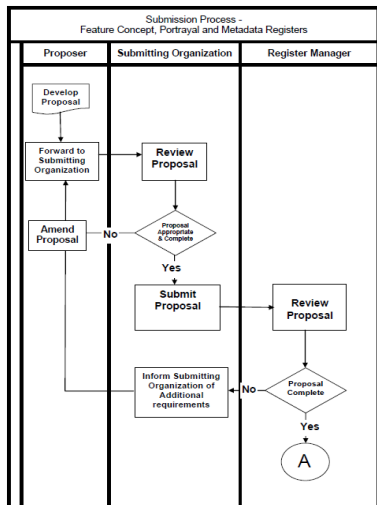 Submission Process -
Feature Concept, Portrayal and Metadata Registers
Proposer
Submitting Organization
Register Manager
Develop
Proposal
Forward to
Submitting
Organization
Review
Proposal
Amend
Proposal
No
Proposal
Appropriate
& Complete
Yes
Submit
Proposal
Review
Proposal
Inform Submitting
Organization of
Additional
requirements
No
Proposal
Complete
Yes
A